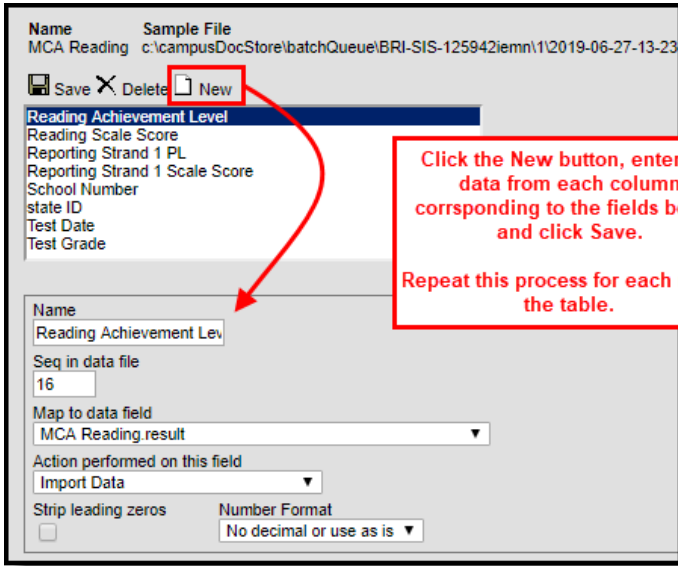 Name Sample File
MCA Reading c:\campusDocStore\batchQueue\BRI-SIS-125942iemn\1\2019-06-27-13-23
Save Delete New
Reading Achievement Level
Reading Scale Score
Reporting Strand 1 PL
Reporting Strand 1 Scale Score
School Number
state ID
Test Date
Test Grade
Click the New button, enter
data from each column
corrsponding to the fields b
and click Save.
Repeat this process for each
the table.
Name
Reading Achievement Lev
Seq in data file
16
Map to data field
MCA Reading.result
Action performed on this field
Import Data
Strip leading zeros Number Format
No decimal or use as is